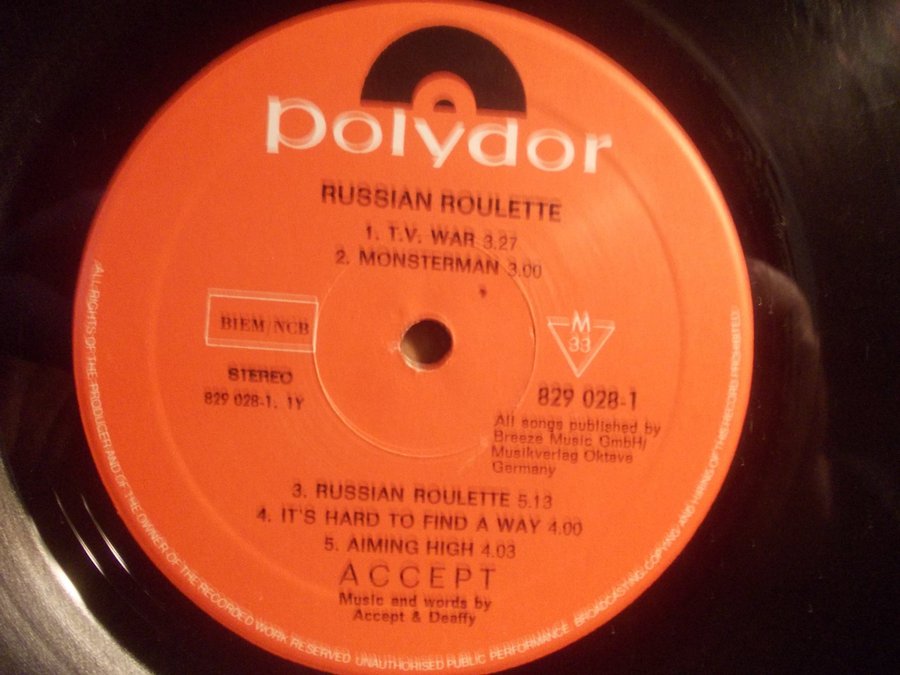 polydor
RUSSIAN ROULETTE
1. T.V. WAR 3.27
2. MONSTERMAN 3.00
BIEM/NCB
STEREO
829 028-1. 1Y
M
33
829 028-1
All songs published by
Breeze Music GmbH/
Musikverlag Oktave
Germany
3. RUSSIAN ROULETTE 5.13
4. IT'S HARD TO FIND A WAY 4.00
5. AIMING HIGH 4.03
ACCEPT
Music and words by
Accept & Deaffy
ALL RIGHTS OF THE PRODUCER AND OF THE OWNER OF THE RECORDED WORK RESERVED UNAUTHORISED PUBLIC PERFORMANCE BROADCASTING COPYING AND HIRING OF THIS RECORD PROHIBITED